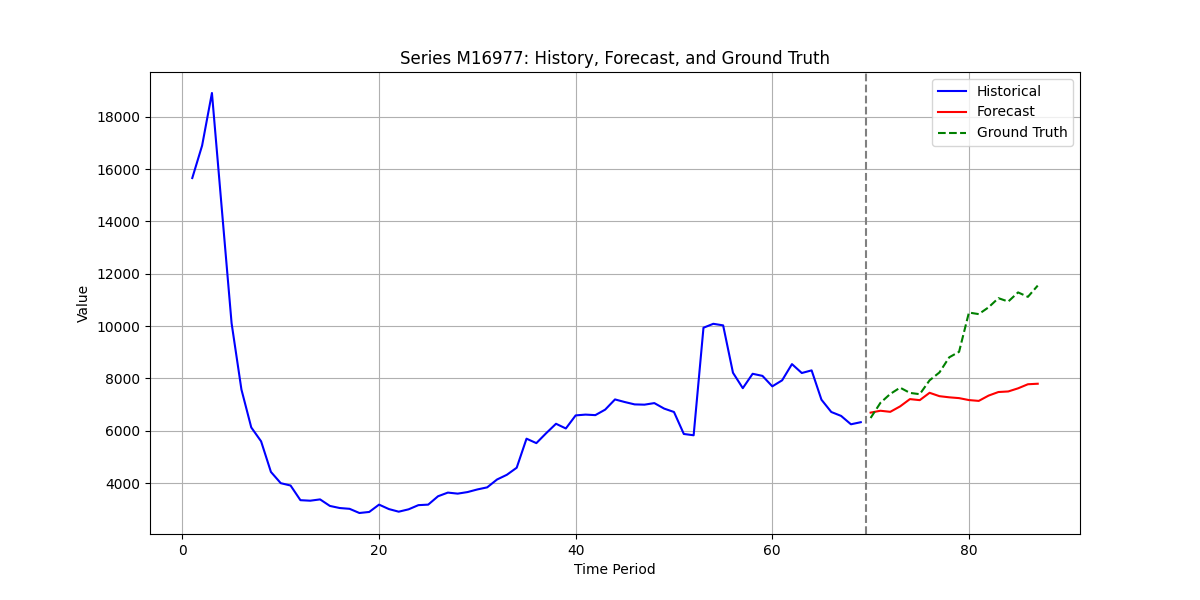 Series M16977: History, Forecast, and Ground Truth
Historical
Forecast
Ground Truth
18000
16000
14000
12000
10000
8000
6000
4000
Value
0 20 40 60 80
Time Period